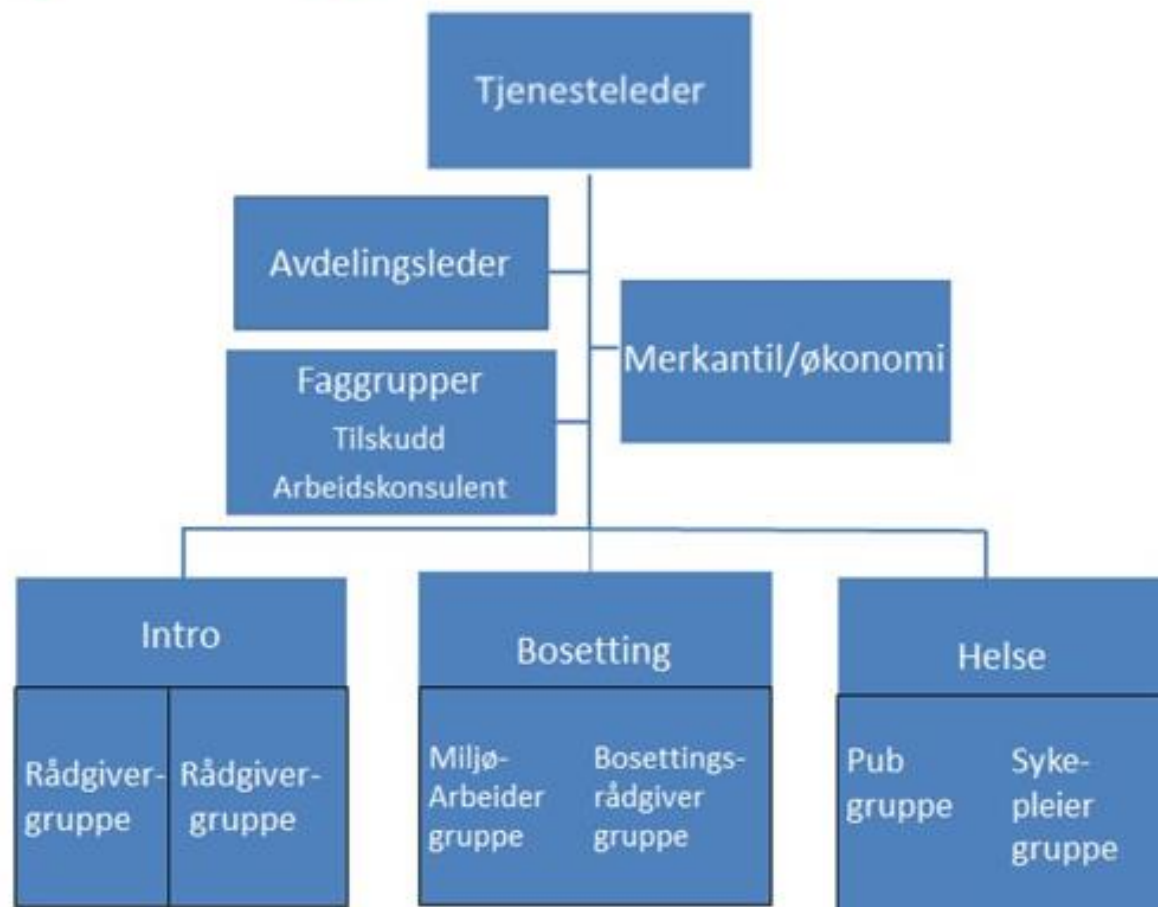 Tjenesteleder
Avdelingsleder
Merkantil/økonomi
Faggrupper
Tilskudd
Arbeidskonsulent
Intro
Rådgiver-
gruppe
Rådgiver-
gruppe
Bosetting
Miljø-
Arbeider
gruppe
Bosettings-
rådgiver
gruppe
Helse
Pub
gruppe
Syke-
pleier
gruppe